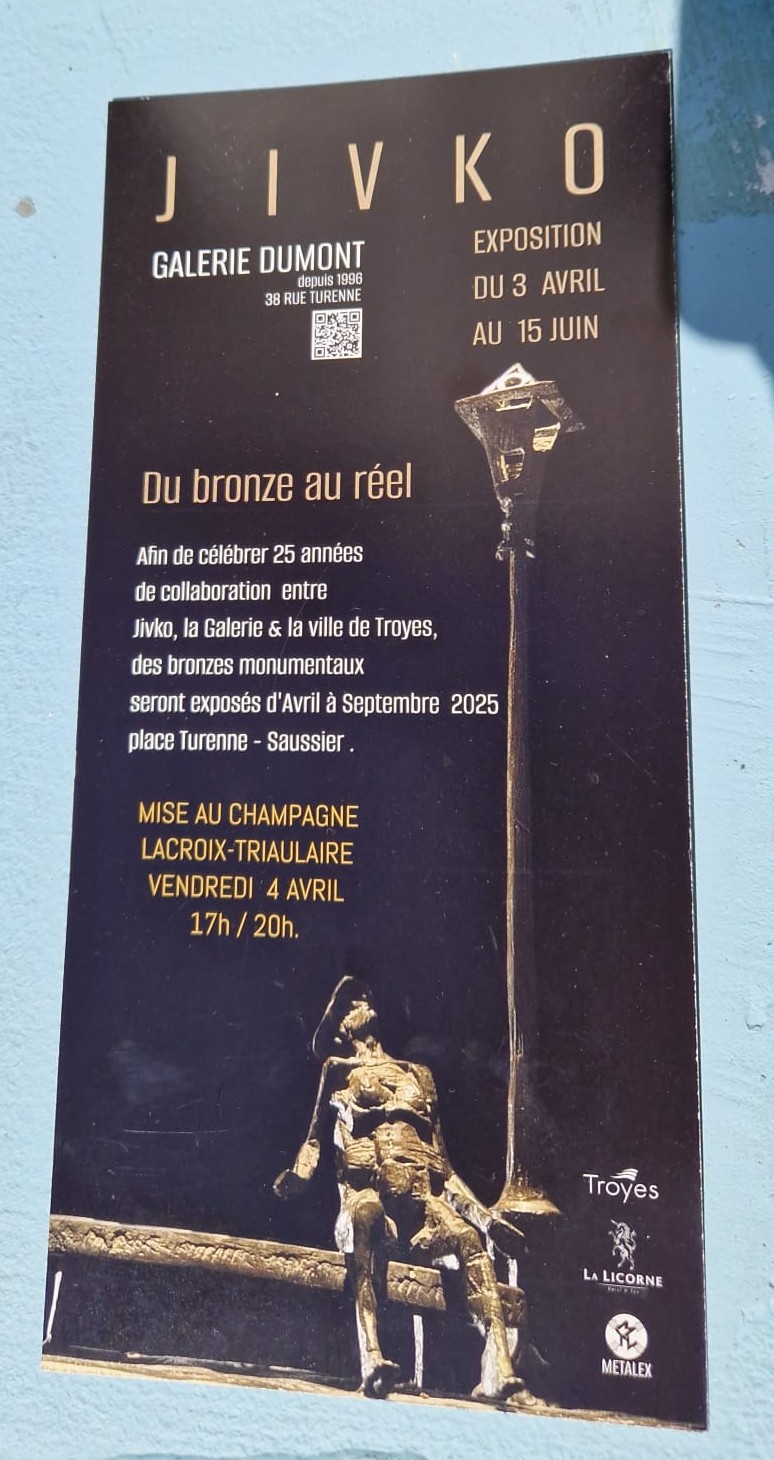 JIVKO
GALERIE DUMONT
depuis 1996
38 RUE TURENNE
EXPOSITION
DU 3 AVRIL
AU 15 JUIN
Du bronze au réel
Afin de célébrer 25 années
de collaboration entre
Jivko, la Galerie & la ville de Troyes,
des bronzes monumentaux
seront exposés d'Avril à Septembre 2025
place Turenne - Saussier .
MISE AU CHAMPAGNE
LACROIX-TRIAULAIRE
VENDREDI 4 AVRIL
17h / 20h.
Troyes
LA LICORNE
METALEX